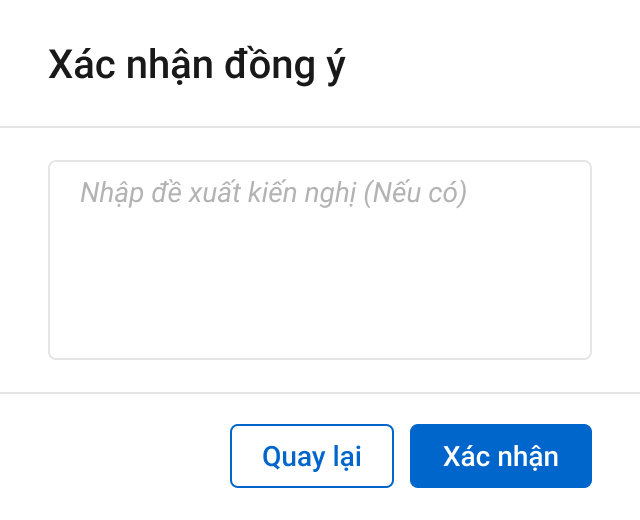 Xác nhận đồng ý
Nhập đề xuất kiến nghị (Nếu có)
Quay lại
Xác nhận